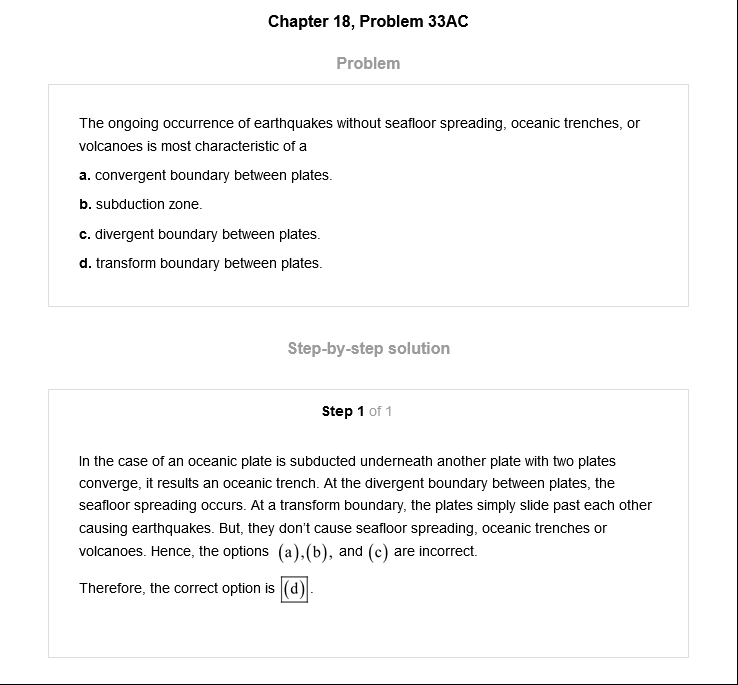 Chapter 18, Problem 33AC
Problem
The ongoing occurrence of earthquakes without seafloor spreading, oceanic trenches, or
volcanoes is most characteristic of a
a. convergent boundary between plates.
b. subduction zone.
c. divergent boundary between plates.
d. transform boundary between plates.
Step-by-step solution
Step 1 of 1
In the case of an oceanic plate is subducted underneath another plate with two plates
converge, it results an oceanic trench. At the divergent boundary between plates, the
seafloor spreading occurs. At a transform boundary, the plates simply slide past each other
causing earthquakes. But, they don't cause seafloor spreading, oceanic trenches or
volcanoes. Hence, the options (a),(b), and (c) are incorrect.
Therefore, the correct option is (d).